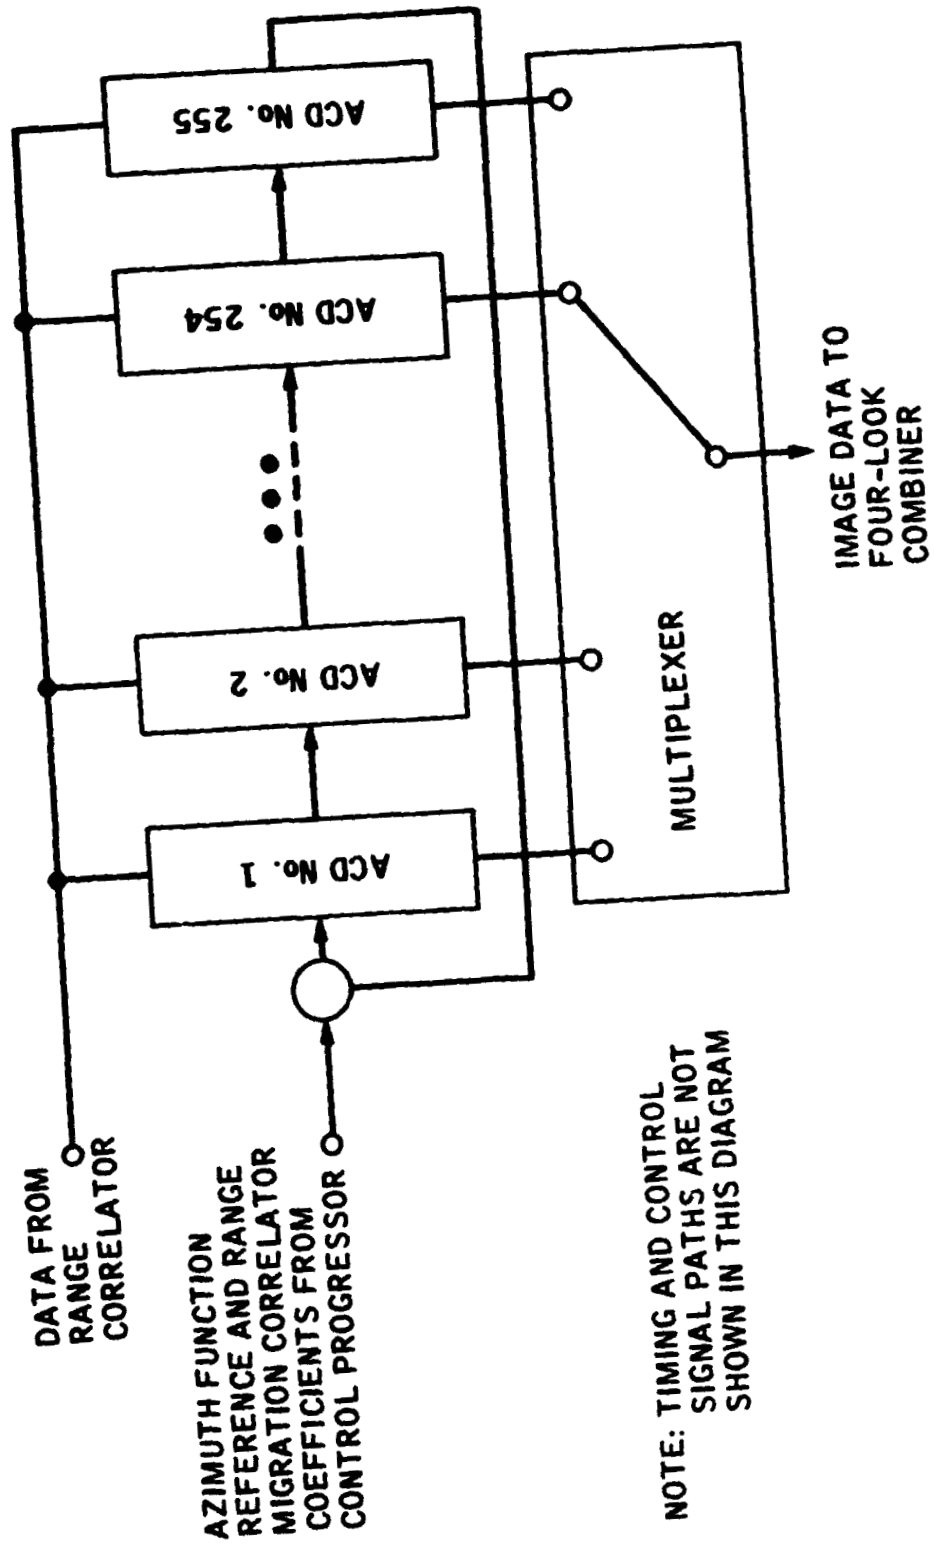 DATA FROM
RANGE
CORRELATOR
AZIMUTH FUNCTION
REFERENCE AND RANGE
MIGRATION CORRELATOR
COEFFICIENTS FROM
CONTROL PROGRESSOR
ACD No. 1
ACD No. 2
ACD No. 254
ACD No. 255
MULTIPLEXER
IMAGE DATA TO
FOUR-LOOK
COMBINER
NOTE: TIMING AND CONTROL
SIGNAL PATHS ARE NOT
SHOWN IN THIS DIAGRAM